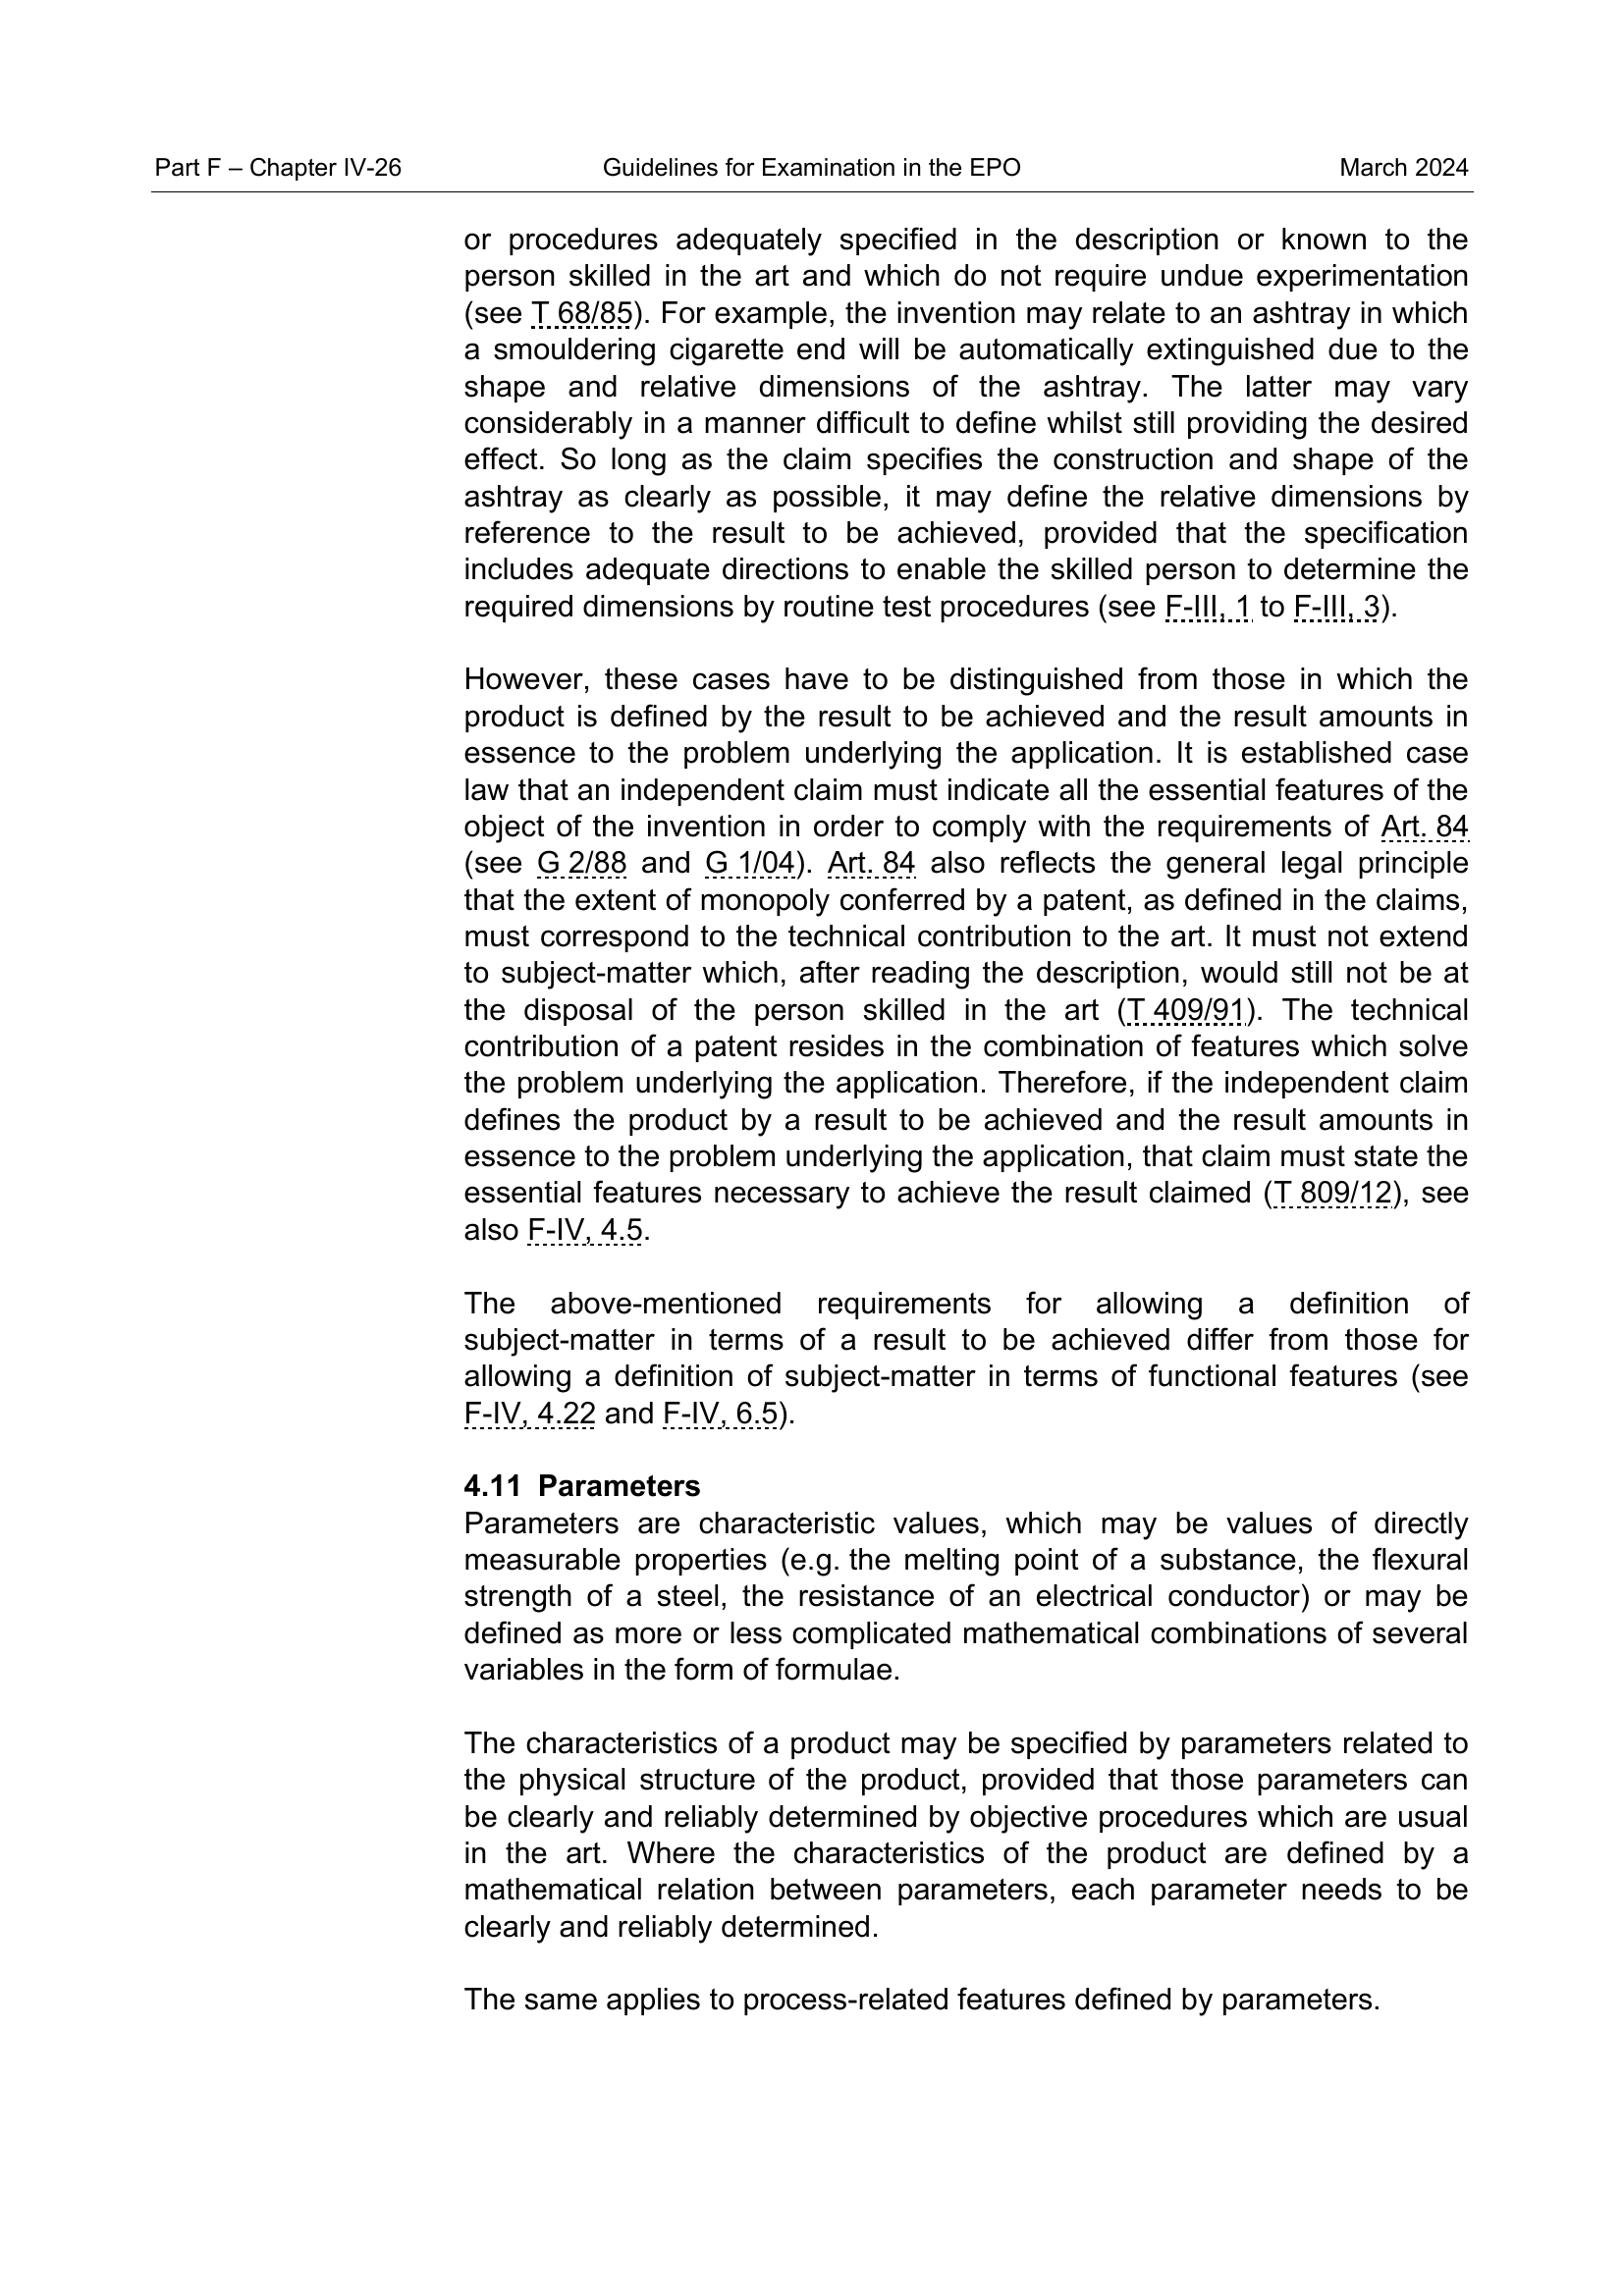 Part F – Chapter IV-26 Guidelines for Examination in the EPO March 2024
or procedures adequately specified in the description or known to the
person skilled in the art and which do not require undue experimentation
(see T 68/85). For example, the invention may relate to an ashtray in which
a smouldering cigarette end will be automatically extinguished due to the
shape and relative dimensions of the ashtray. The latter may vary
considerably in a manner difficult to define whilst still providing the desired
effect. So long as the claim specifies the construction and shape of the
ashtray as clearly as possible, it may define the relative dimensions by
reference to the result to be achieved, provided that the specification
includes adequate directions to enable the skilled person to determine the
required dimensions by routine test procedures (see F-III, 1 to F-III, 3).
However, these cases have to be distinguished from those in which the
product is defined by the result to be achieved and the result amounts in
essence to the problem underlying the application. It is established case
law that an independent claim must indicate all the essential features of the
object of the invention in order to comply with the requirements of Art. 84
(see G 2/88 and G 1/04). Art. 84 also reflects the general legal principle
that the extent of monopoly conferred by a patent, as defined in the claims,
must correspond to the technical contribution to the art. It must not extend
to subject-matter which, after reading the description, would still not be at
the disposal of the person skilled in the art (T 409/91). The technical
contribution of a patent resides in the combination of features which solve
the problem underlying the application. Therefore, if the independent claim
defines the product by a result to be achieved and the result amounts in
essence to the problem underlying the application, that claim must state the
essential features necessary to achieve the result claimed (T 809/12), see
also F-IV, 4.5.
The above-mentioned requirements for allowing a definition of
subject-matter in terms of a result to be achieved differ from those for
allowing a definition of subject-matter in terms of functional features (see
F-IV, 4.22 and F-IV, 6.5).
4.11 Parameters
Parameters are characteristic values, which may be values of directly
measurable properties (e.g. the melting point of a substance, the flexural
strength of a steel, the resistance of an electrical conductor) or may be
defined as more or less complicated mathematical combinations of several
variables in the form of formulae.
The characteristics of a product may be specified by parameters related to
the physical structure of the product, provided that those parameters can
be clearly and reliably determined by objective procedures which are usual
in the art. Where the characteristics of the product are defined by a
mathematical relation between parameters, each parameter needs to be
clearly and reliably determined.
The same applies to process-related features defined by parameters.